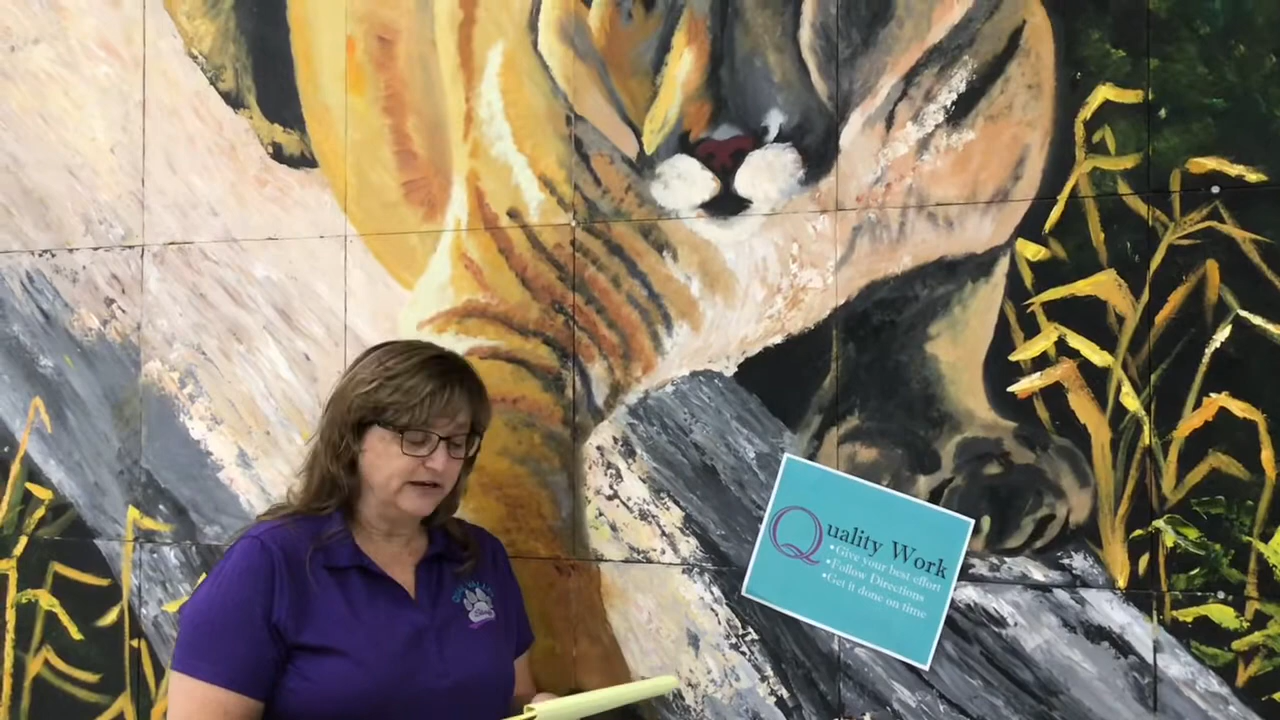 Quality Work
•Give your best effort
•Follow Directions
•Get it done on time